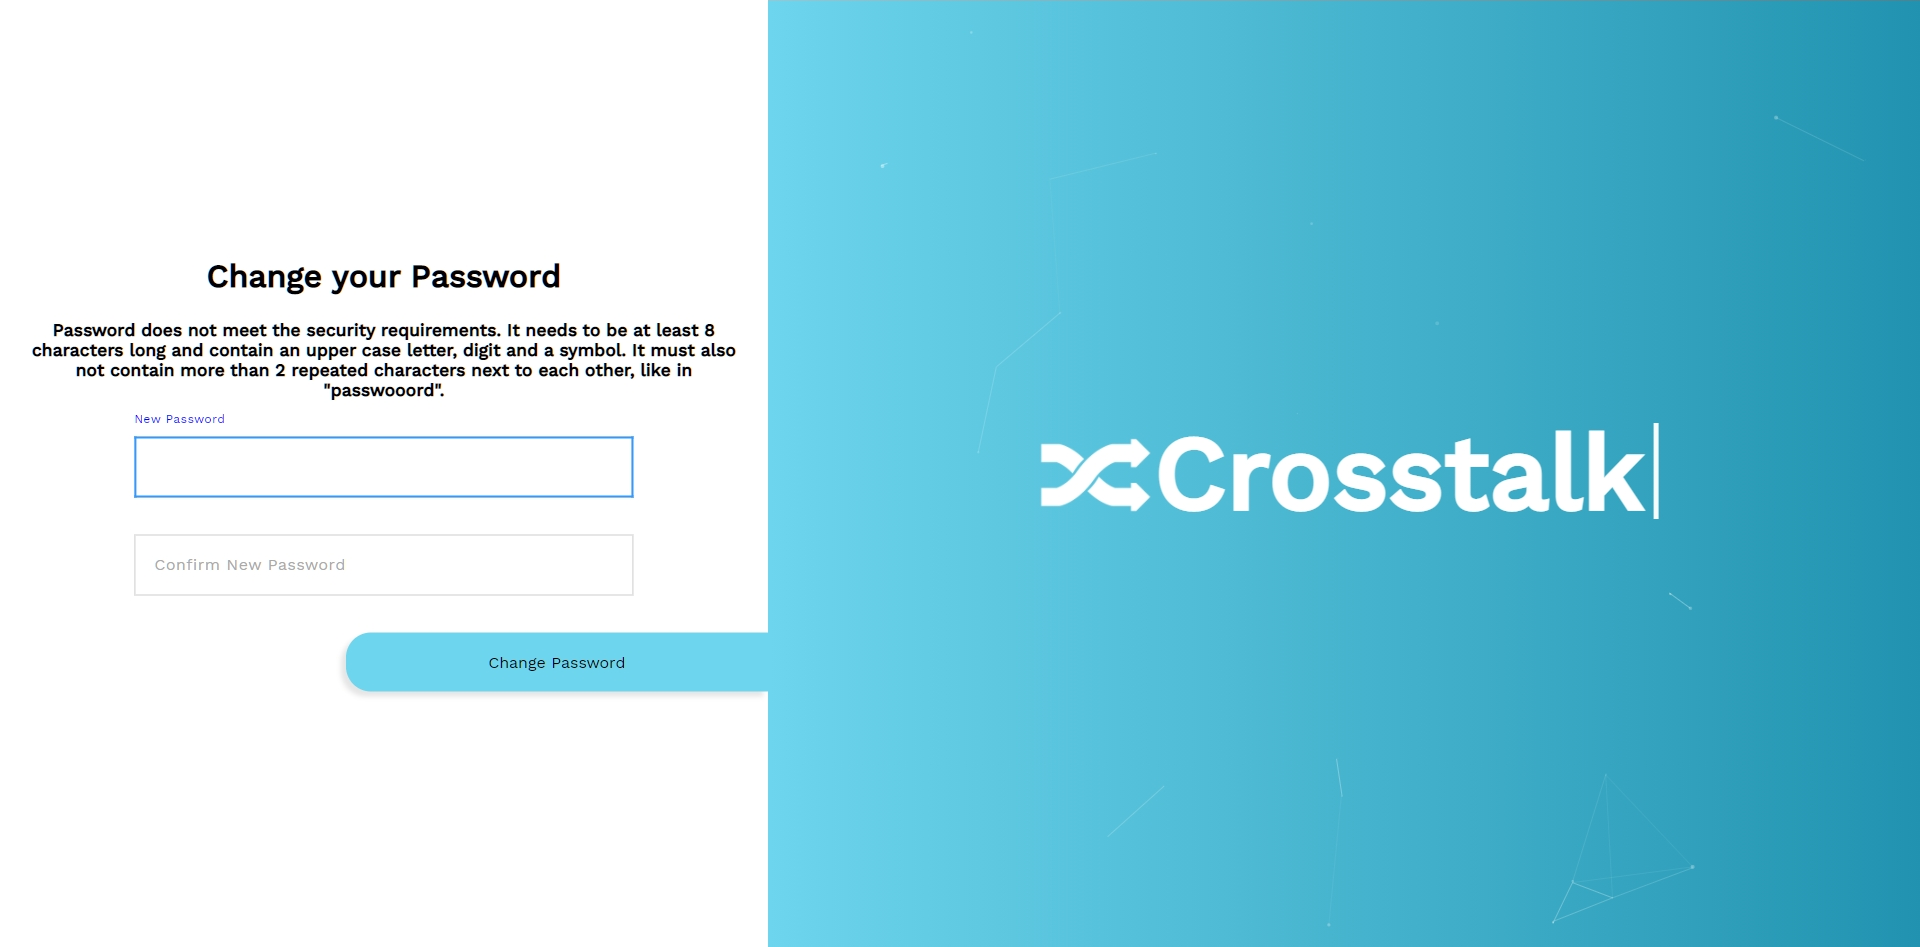 Change your Password
Password does not meet the security requirements. It needs to be at least 8
characters long and contain an upper case letter, digit and a symbol. It must also
not contain more than 2 repeated characters next to each other, like in
"passwooord".
New Password
Confirm New Password
Change Password
Crosstalk